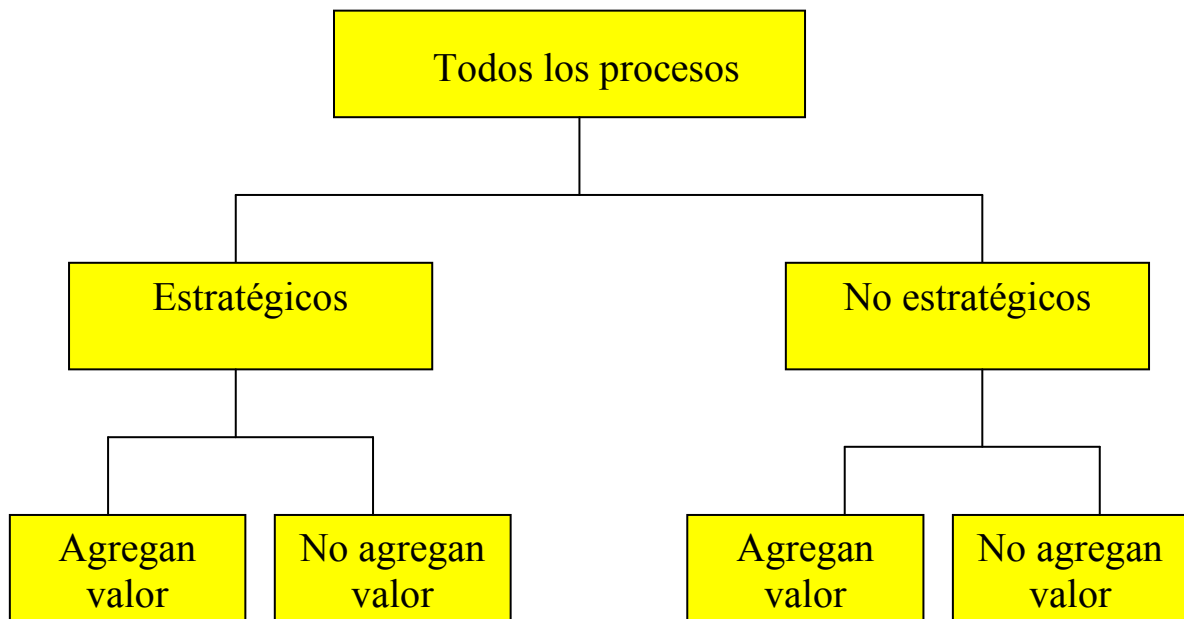 Todos los procesos
Estratégicos
No estratégicos
Agregan
valor
No agregan
valor
Agregan
valor
No agregan
valor